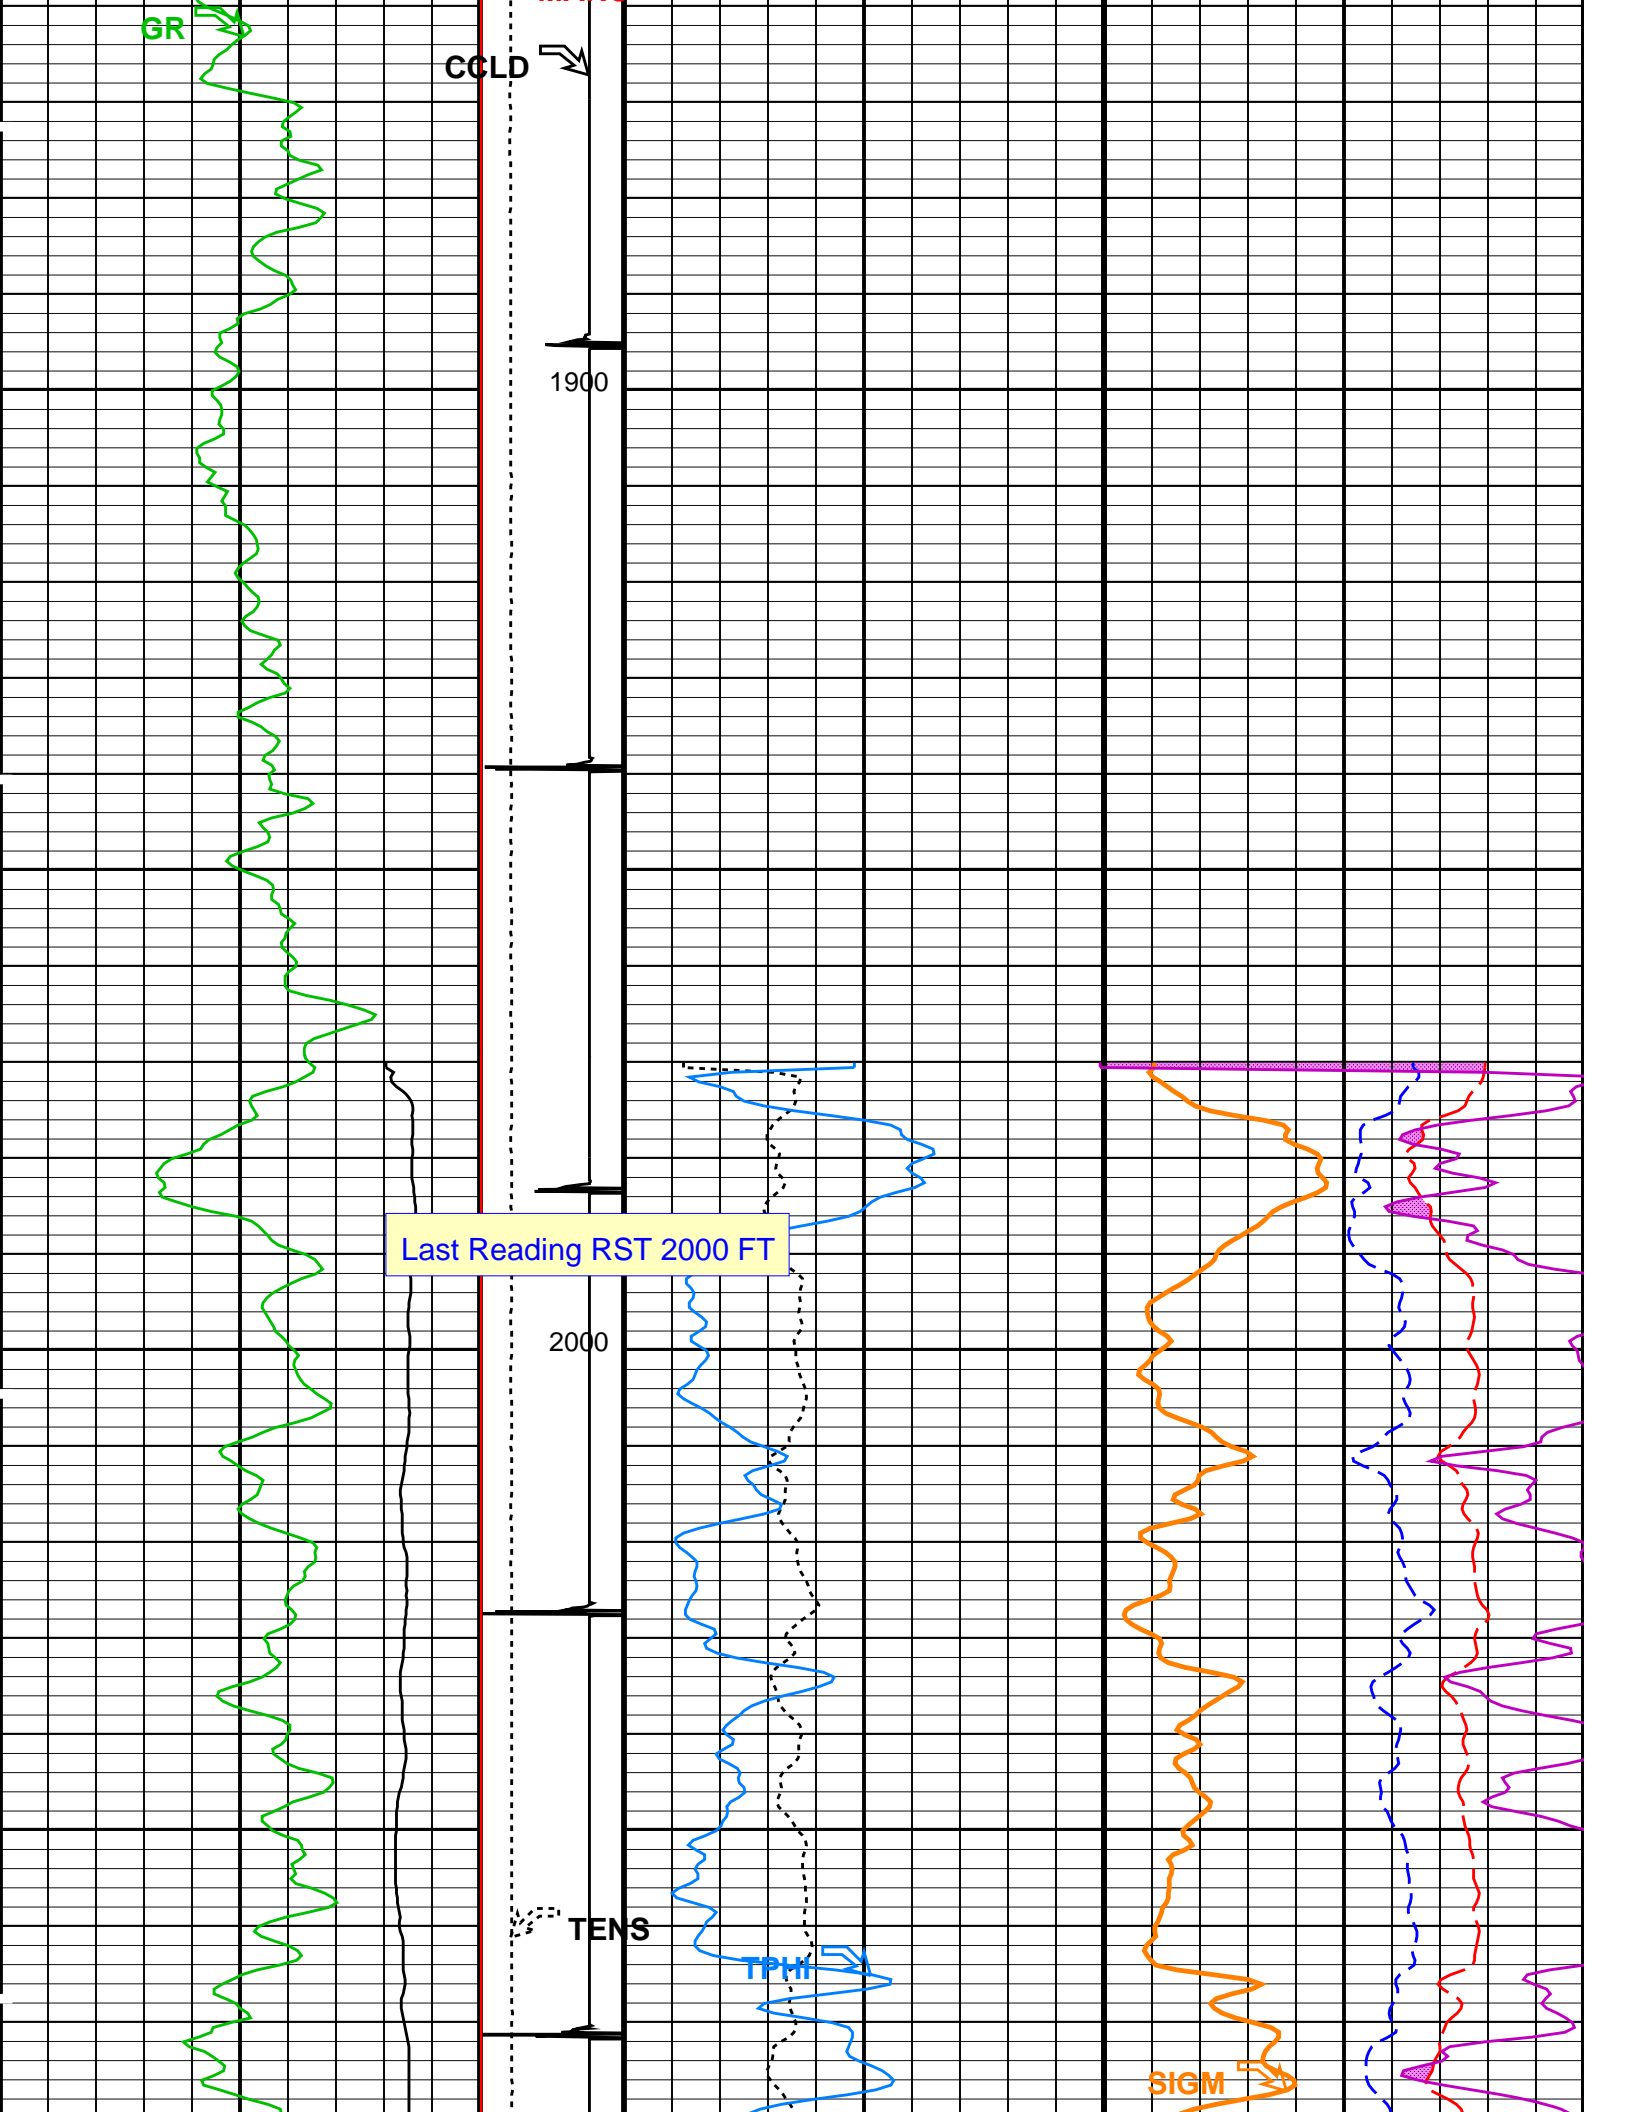 GR
CCLD
1900
Last Reading RST 2000 FT
2000
TENS
TPHI
SIGM